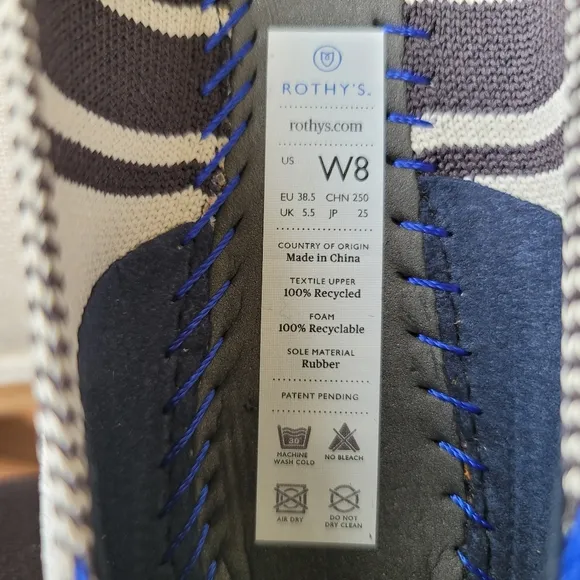 ROTHY'S.
rothys.com
US W8
EU 38.5 CHN 250
UK 5.5 JP 25
COUNTRY OF ORIGIN
Made in China
TEXTILE UPPER
100% Recycled
FOAM
100% Recyclable
SOLE MATERIAL
Rubber
PATENT PENDING
30
MACHINE WASH COLD NO BLEACH
AIR DRY DO NOT DRY CLEAN